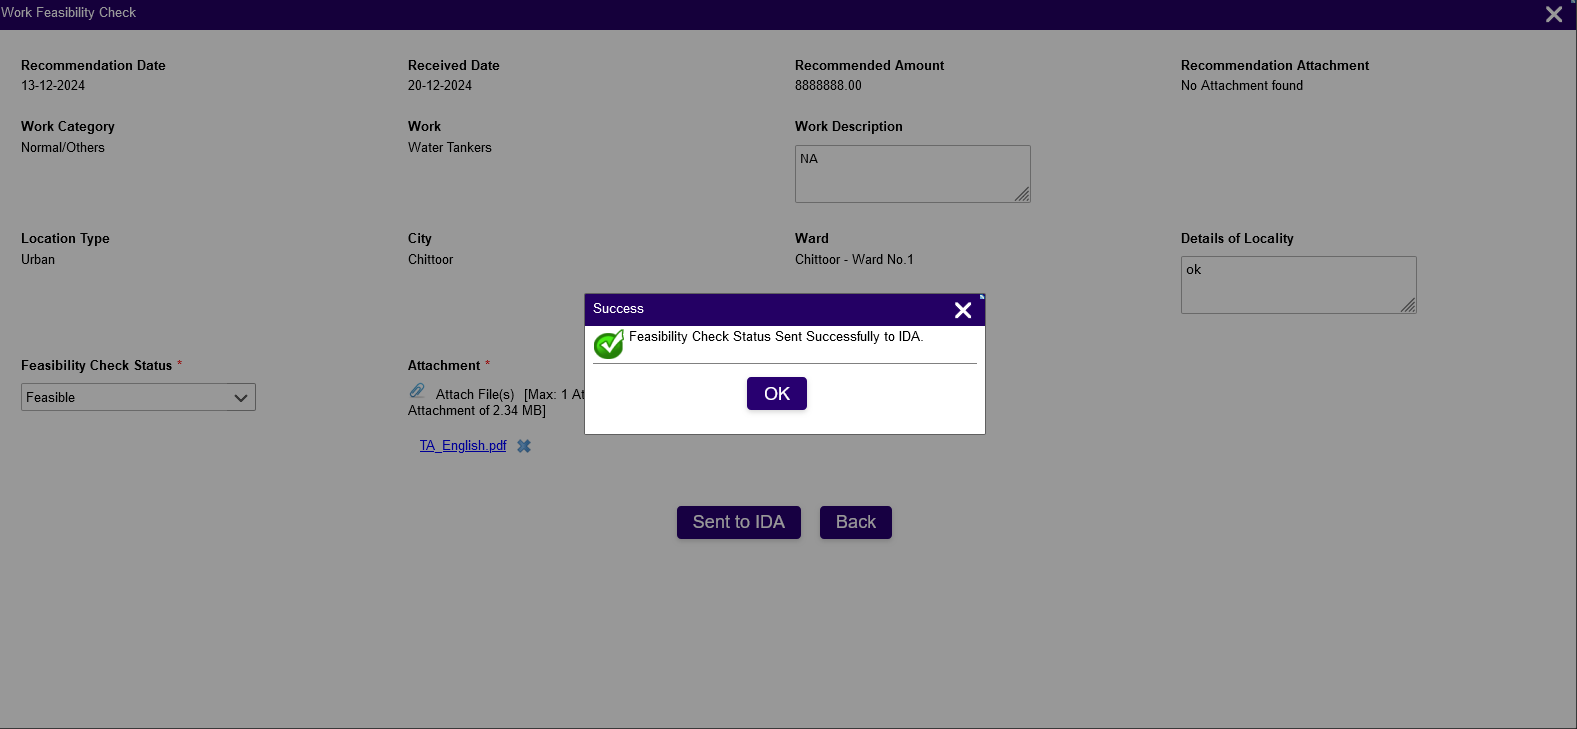 Work Feasibility Check
Recommendation Date
13-12-2024
Received Date
20-12-2024
Recommended Amount
8888888.00
Recommendation Attachment
No Attachment found
Work Category
Normal/Others
Work
Water Tankers
Work Description
NA
Location Type
Urban
City
Chittoor
Ward
Chittoor - Ward No.1
Details of Locality
ok
Success
Feasibility Check Status Sent Successfully to IDA.
OK
Feasibility Check Status *
Feasible
Attachment *
Attach File(s) [Max: 1 At
Attachment of 2.34 MB]
TA_English.pdf
Sent to IDA
Back